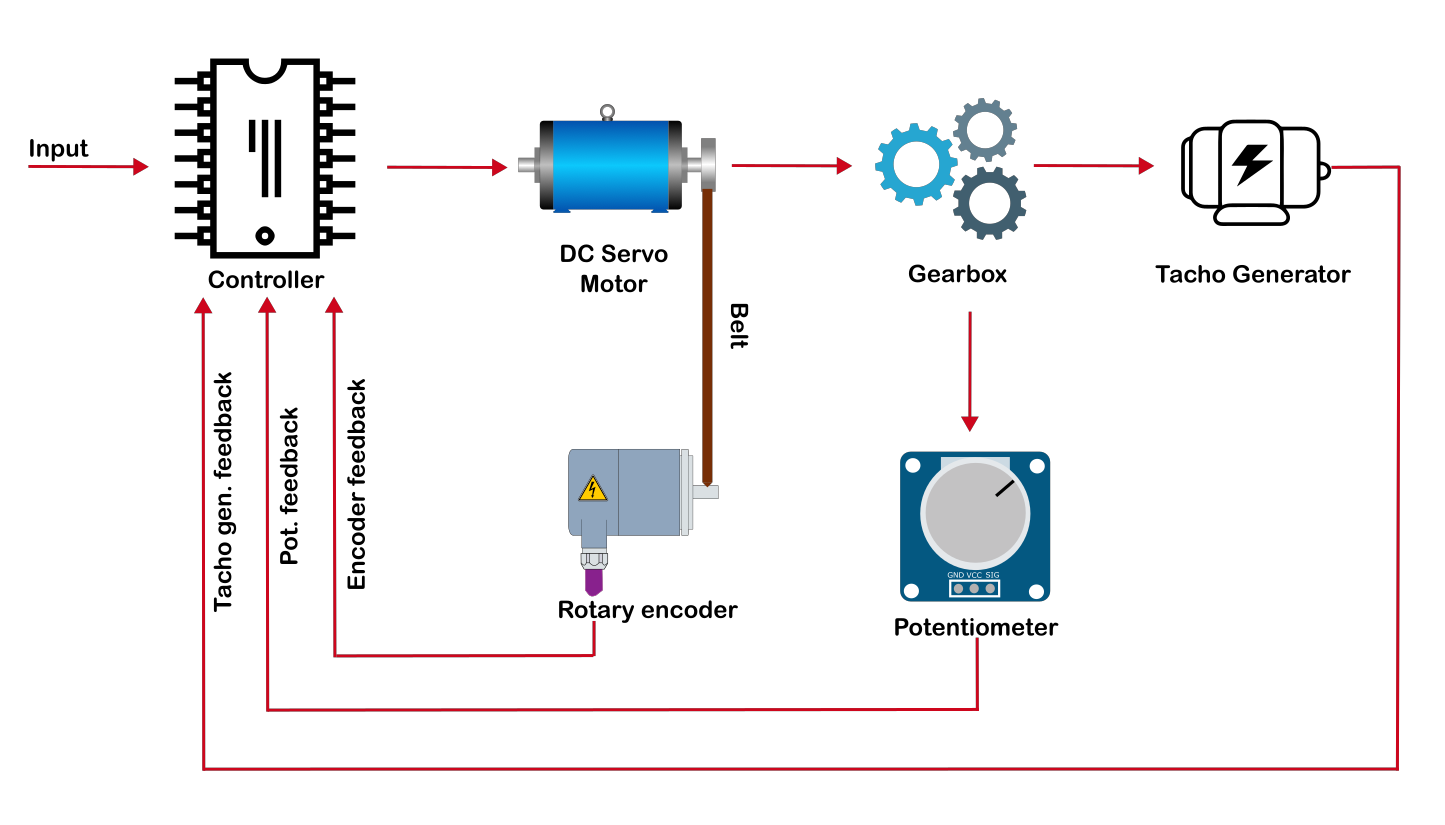 Input
Controller
DC Servo
Motor
Gearbox
Tacho Generator
Belt
Tacho gen. feedback
Pot. feedback
Encoder feedback
GND VCC SIG
Rotary encoder
Potentiometer